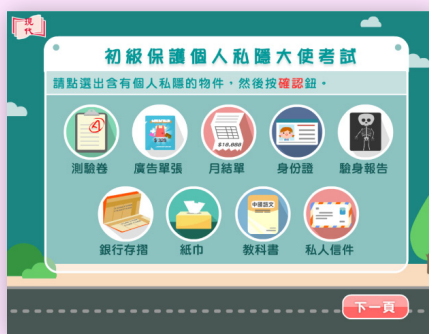 現代
初級保護個人私隱大使考試
請點選出含有個人私隱的物件，然後按確認鈕。
A
$18,888
測驗卷
廣告單張
月結單
身份證
驗身報告
中國語文
銀行存摺
紙巾
教科書
私人信件
下一頁